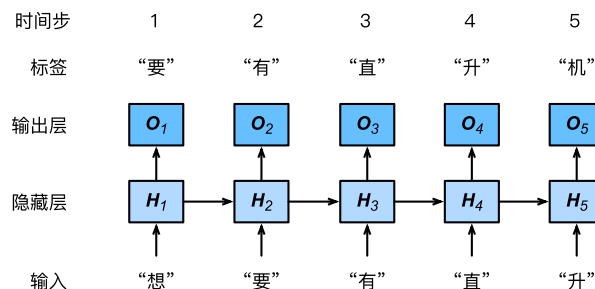 时间步 1 2 3 4 5
标签 “要” “有” “直” “升” “机”
输出层 O1 O2 O3 O4 O5
隐藏层 H1 H2 H3 H4 H5
输入 “想” “要” “有” “直” “升”